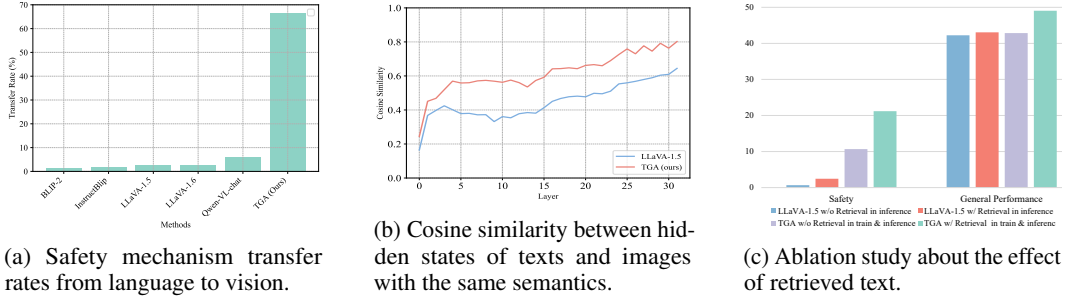 70
60
50
40
30
20
10
0
Transfer Rate (%)
BLIP-2
InstructBlip
LLaVA-1.5
LLaVA-1.6
Qwen-VL-chat
TGA (Ours)
Methods
(a) Safety mechanism transfer
rates from language to vision.
1.0
0.8
0.6
0.4
0.2
0.0
Cosine Similarity
0 5 10 15 20 25 30
Layer
LLaVA-1.5
TGA (ours)
(b) Cosine similarity between hid-
den states of texts and images
with the same semantics.
50
40
30
20
10
0
Safety General Performance
LLaVA-1.5 w/o Retrieval in inference LLaVA-1.5 w/ Retrieval in inference
TGA w/o Retrieval in train & inference TGA w/ Retrieval in train & inferenc
(c) Ablation study about the effect
of retrieved text.